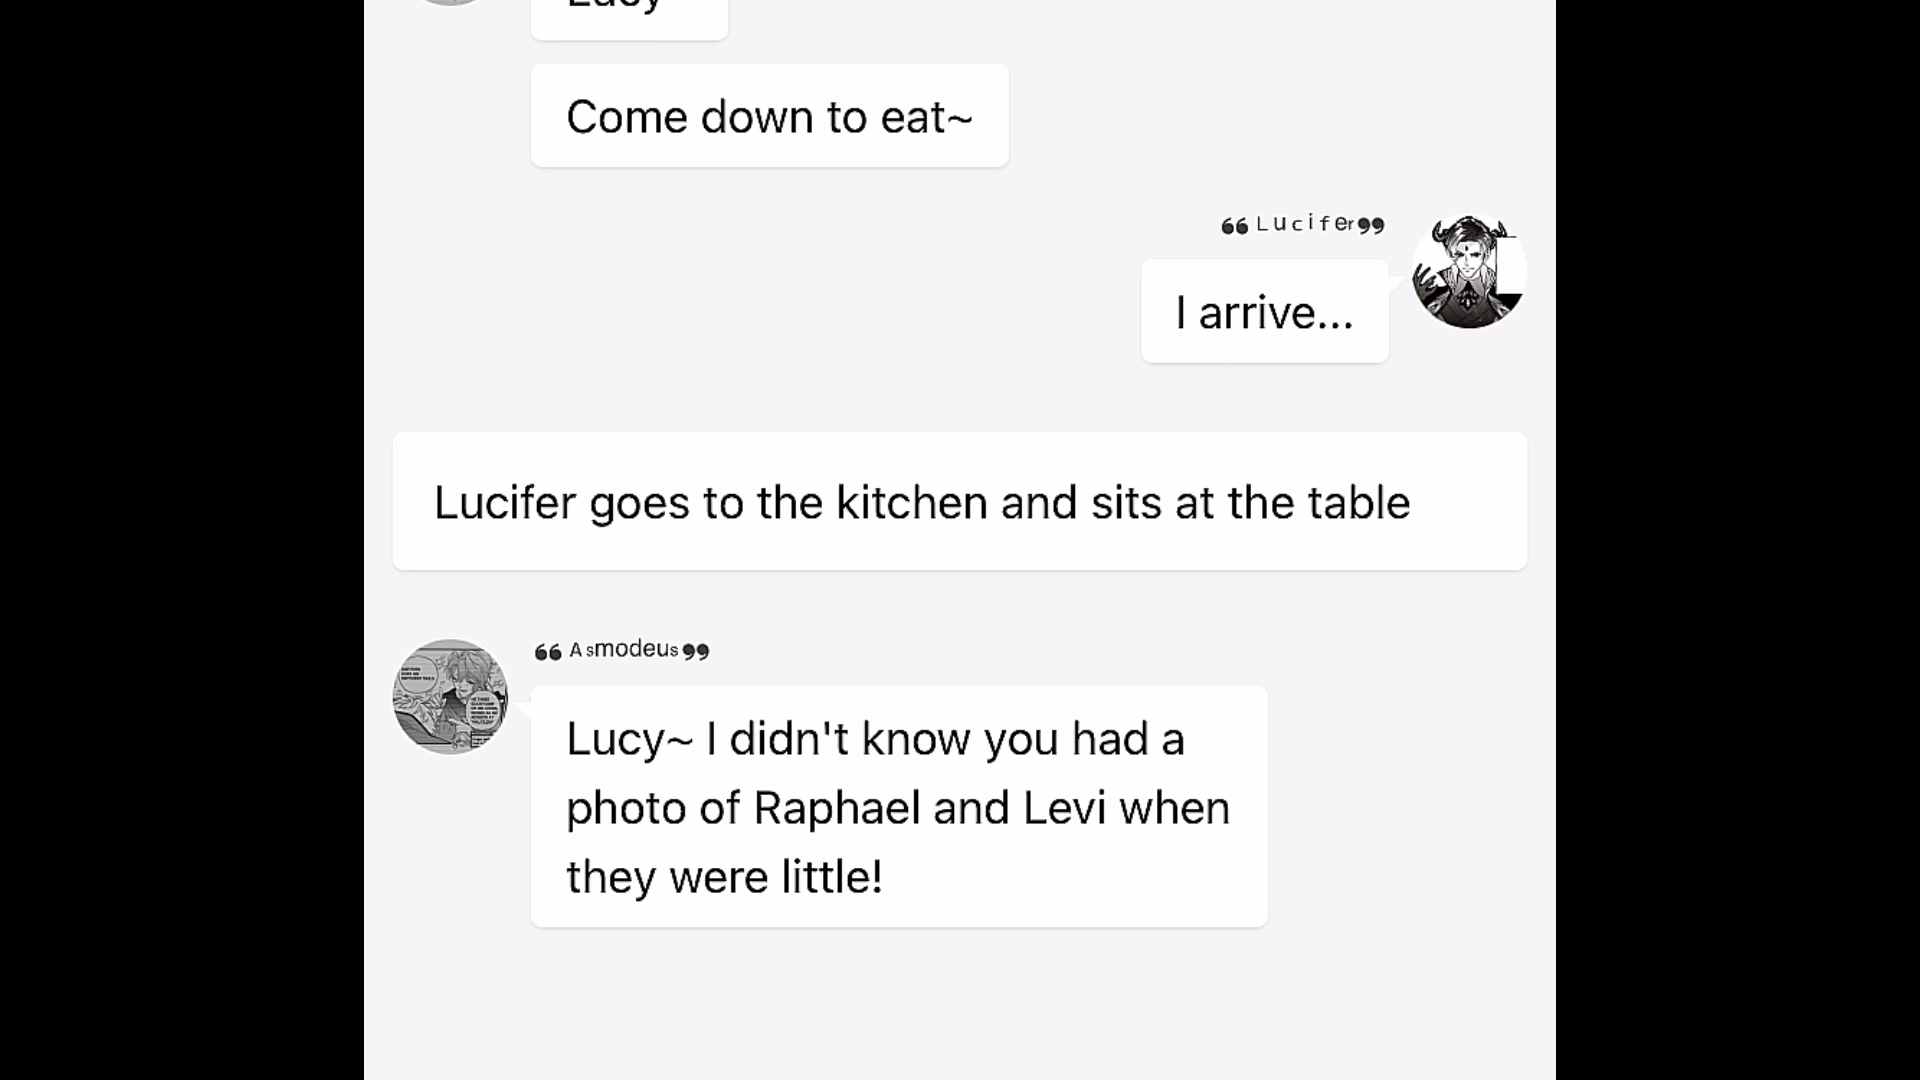 Lucy
Come down to eat~
❝ Lucifer❞
I arrive...
Lucifer goes to the kitchen and sits at the table
❝ Asmodeus❞
Lucy~ I didn't know you had a
photo of Raphael and Levi when
they were little!